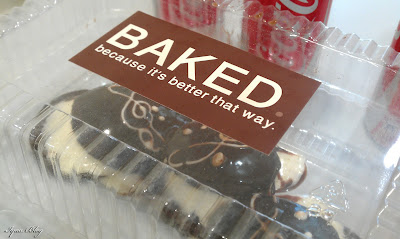 BAKED
because it's better that way.